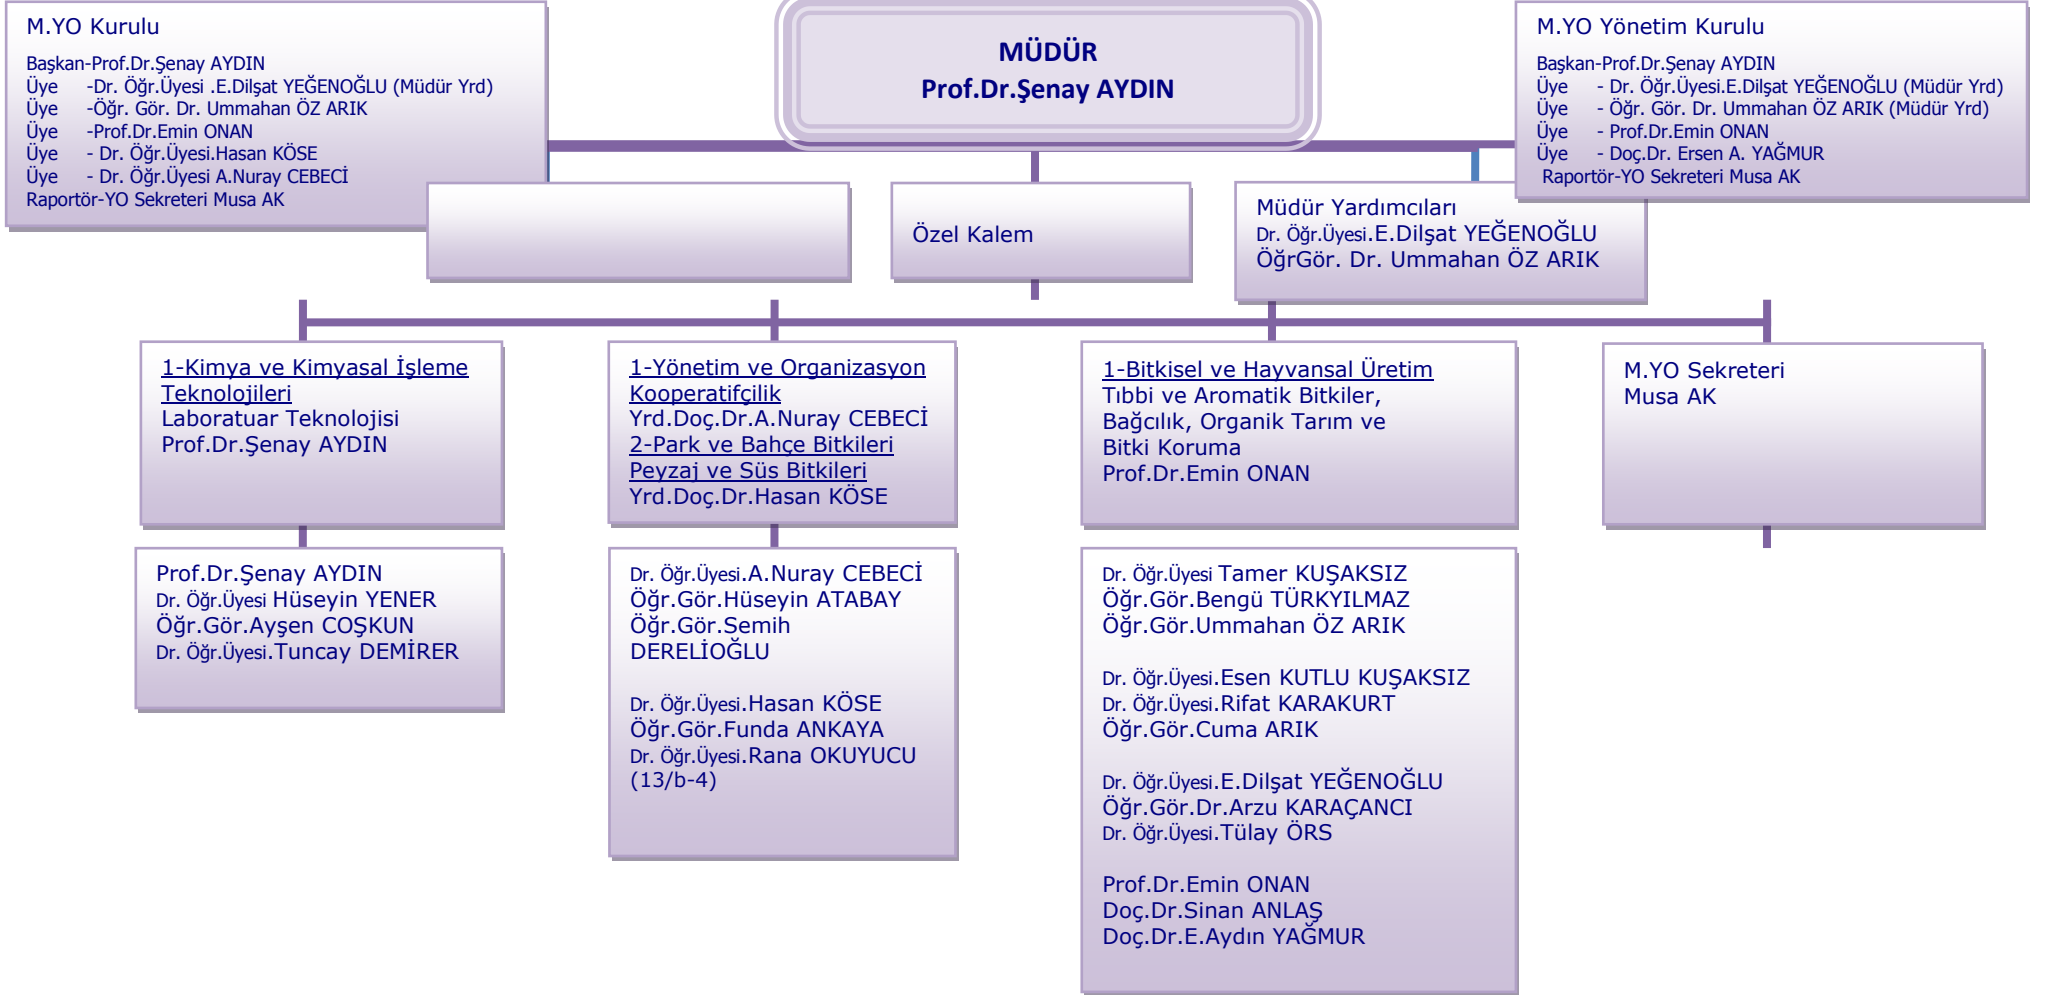 M.YO Kurulu
Başkan-Prof.Dr.Şenay AYDIN
Üye -Dr. Öğr.Üyesi .E.Dilşat YEĞENOĞLU (Müdür Yrd)
Üye -Öğr. Gör. Dr. Ummahan ÖZ ARIK
Üye -Prof.Dr.Emin ONAN
Üye - Dr. Öğr.Üyesi.Hasan KÖSE
Üye - Dr. Öğr.Üyesi A.Nuray CEBECİ
Raportör-YO Sekreteri Musa AK
MÜDÜR
Prof.Dr.Şenay AYDIN
M.YO Yönetim Kurulu
Başkan-Prof.Dr.Şenay AYDIN
Üye - Dr. Öğr.Üyesi.E.Dilşat YEĞENOĞLU (Müdür Yrd)
Üye - Öğr. Gör. Dr. Ummahan ÖZ ARIK (Müdür Yrd)
Üye - Prof.Dr.Emin ONAN
Üye - Doç.Dr. Ersen A. YAĞMUR
Raportör-YO Sekreteri Musa AK
Özel Kalem
Müdür Yardımcıları
Dr. Öğr.Üyesi.E.Dilşat YEĞENOĞLU
ÖğrGör. Dr. Ummahan ÖZ ARIK
1-Kimya ve Kimyasal İşleme
Teknolojileri
Laboratuar Teknolojisi
Prof.Dr.Şenay AYDIN
1-Yönetim ve Organizasyon
Kooperatifçilik
Yrd.Doç.Dr.A.Nuray CEBECİ
2-Park ve Bahçe Bitkileri
Peyzaj ve Süs Bitkileri
Yrd.Doç.Dr.Hasan KÖSE
1-Bitkisel ve Hayvansal Üretim
Tıbbi ve Aromatik Bitkiler,
Bağcılık, Organik Tarım ve
Bitki Koruma
Prof.Dr.Emin ONAN
M.YO Sekreteri
Musa AK
Prof.Dr.Şenay AYDIN
Dr. Öğr.Üyesi Hüseyin YENER
Öğr.Gör.Ayşen COŞKUN
Dr. Öğr.Üyesi.Tuncay DEMİRER
Dr. Öğr.Üyesi.A.Nuray CEBECİ
Öğr.Gör.Hüseyin ATABAY
Öğr.Gör.Semih
DERELİOĞLU
Dr. Öğr.Üyesi.Hasan KÖSE
Öğr.Gör.Funda ANKAYA
Dr. Öğr.Üyesi.Rana OKUYUCU
(13/b-4)
Dr. Öğr.Üyesi Tamer KUŞAKSIZ
Öğr.Gör.Bengü TÜRKYILMAZ
Öğr.Gör.Ummahan ÖZ ARIK
Dr. Öğr.Üyesi.Esen KUTLU KUŞAKSIZ
Dr. Öğr.Üyesi.Rifat KARAKURT
Öğr.Gör.Cuma ARIK
Dr. Öğr.Üyesi.E.Dilşat YEĞENOĞLU
Öğr.Gör.Dr.Arzu KARAÇANCI
Dr. Öğr.Üyesi.Tülay ÖRS
Prof.Dr.Emin ONAN
Doç.Dr.Sinan ANLAŞ
Doç.Dr.E.Aydın YAĞMUR